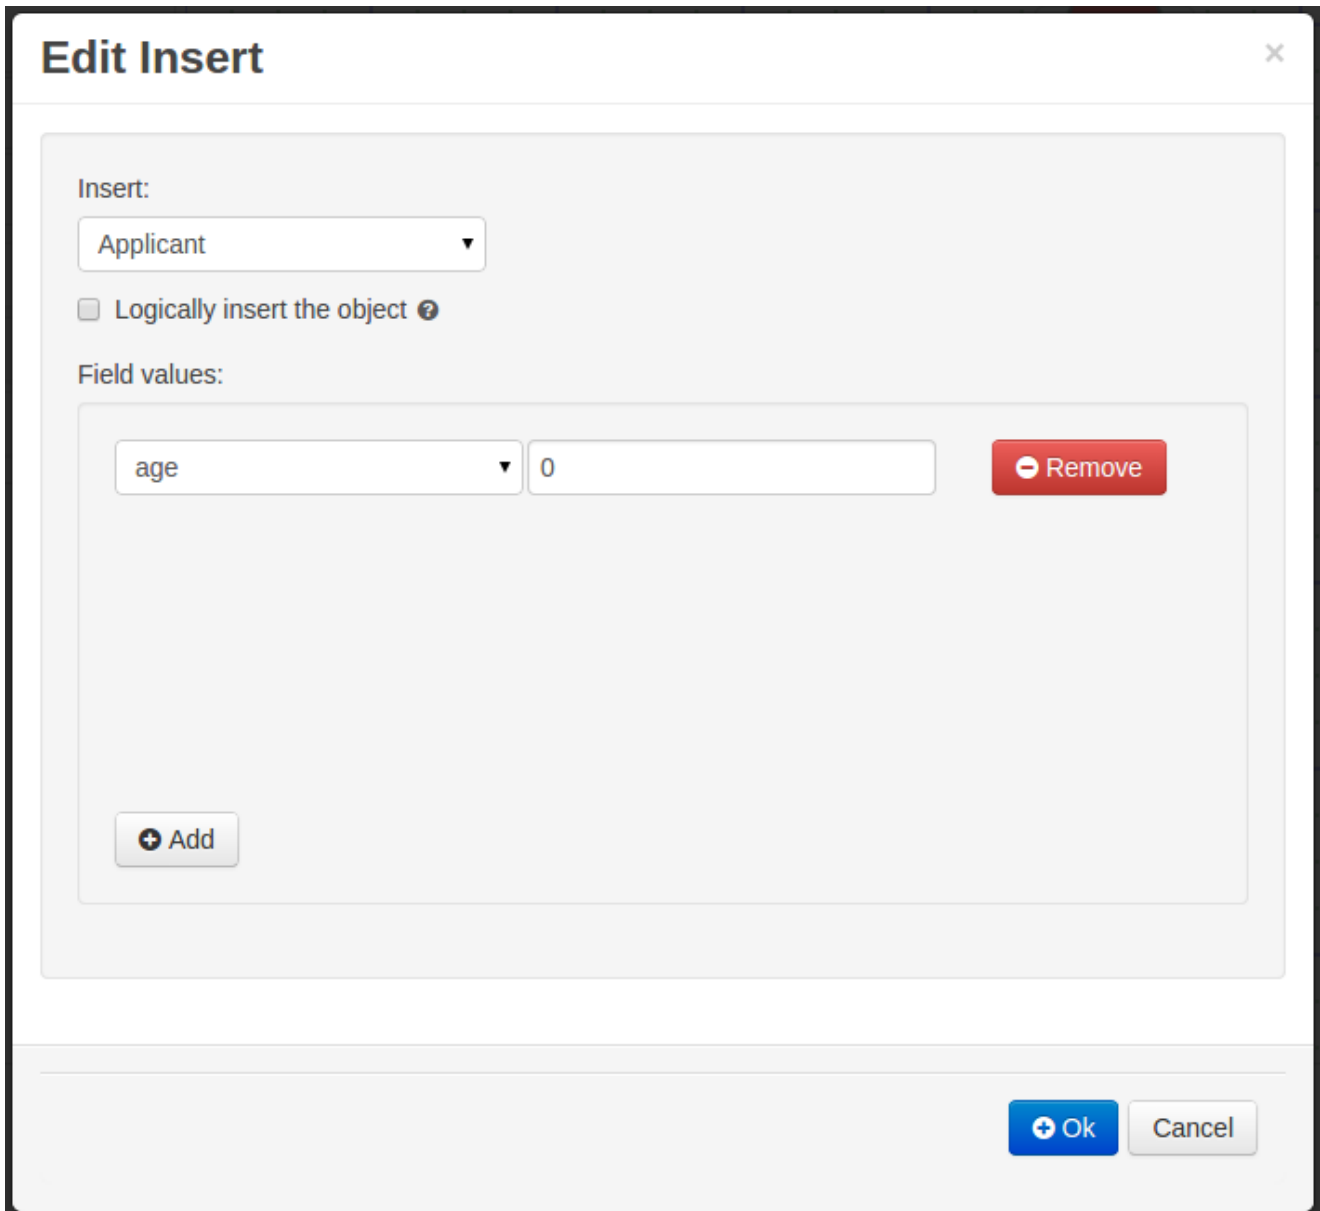 Edit Insert ×
Insert:
Applicant
Logically insert the object
Field values:
age 0 Remove
Add
Ok Cancel